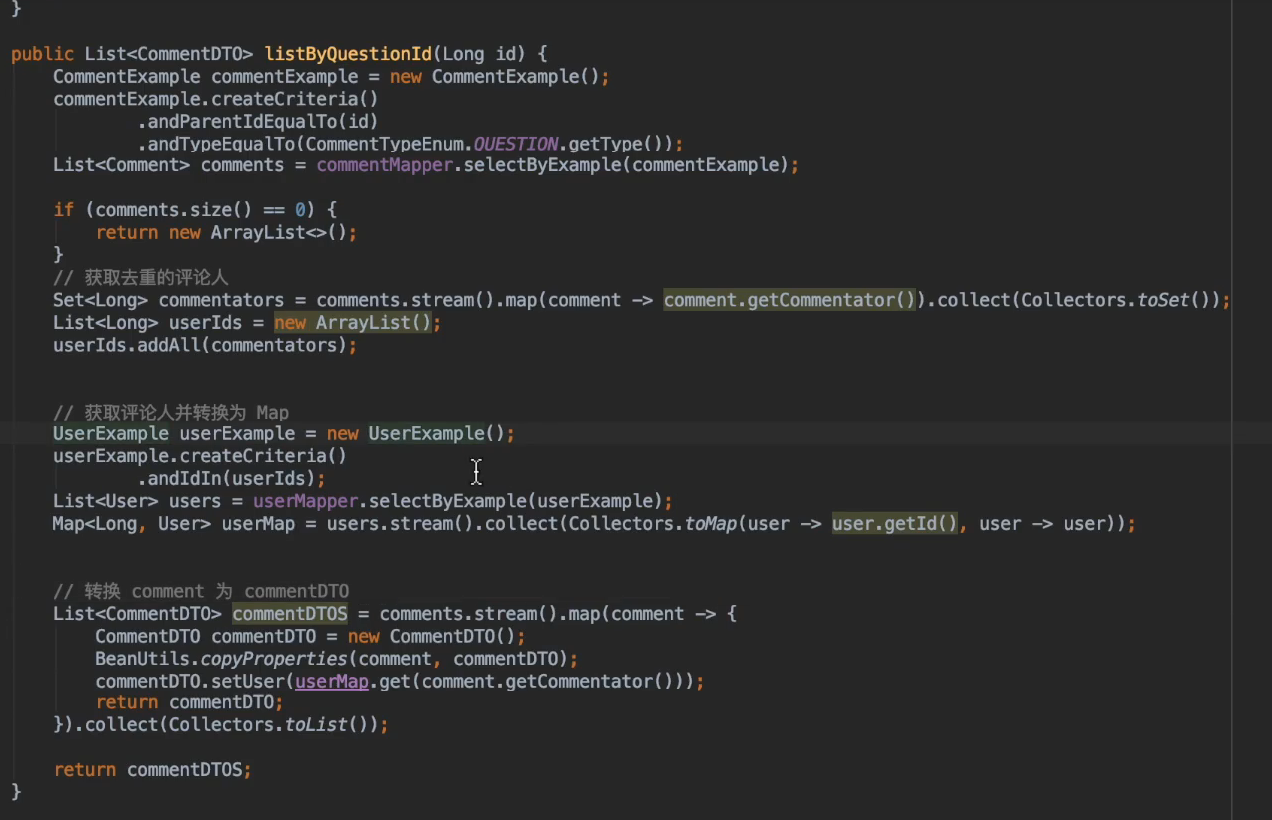 }
public List<CommentDTO> listByQuestionId(Long id) {
CommentExample commentExample = new CommentExample();
commentExample.createCriteria()
.andParentIdEqualTo(id)
.andTypeEqualTo(CommentTypeEnum.QUESTION.getType());
List<Comment> comments = commentMapper.selectByExample(commentExample);
if (comments.size() == 0) {
return new ArrayList<>();
}
// 获取去重的评论人
Set<Long> commentators = comments.stream().map(comment -> comment.getCommentator()).collect(Collectors.toSet());
List<Long> userIds = new ArrayList();
userIds.addAll(commentators);
// 获取评论人并转换为 Map
UserExample userExample = new UserExample();
userExample.createCriteria()
.andIdIn(userIds);
List<User> users = userMapper.selectByExample(userExample);
Map<Long, User> userMap = users.stream().collect(Collectors.toMap(user -> user.getId(), user -> user));
// 转换 comment 为 commentDTO
List<CommentDTO> commentDTOS = comments.stream().map(comment -> {
CommentDTO commentDTO = new CommentDTO();
BeanUtils.copyProperties(comment, commentDTO);
commentDTO.setUser(userMap.get(comment.getCommentator()));
return commentDTO;
}).collect(Collectors.toList());
return commentDTOS;
}